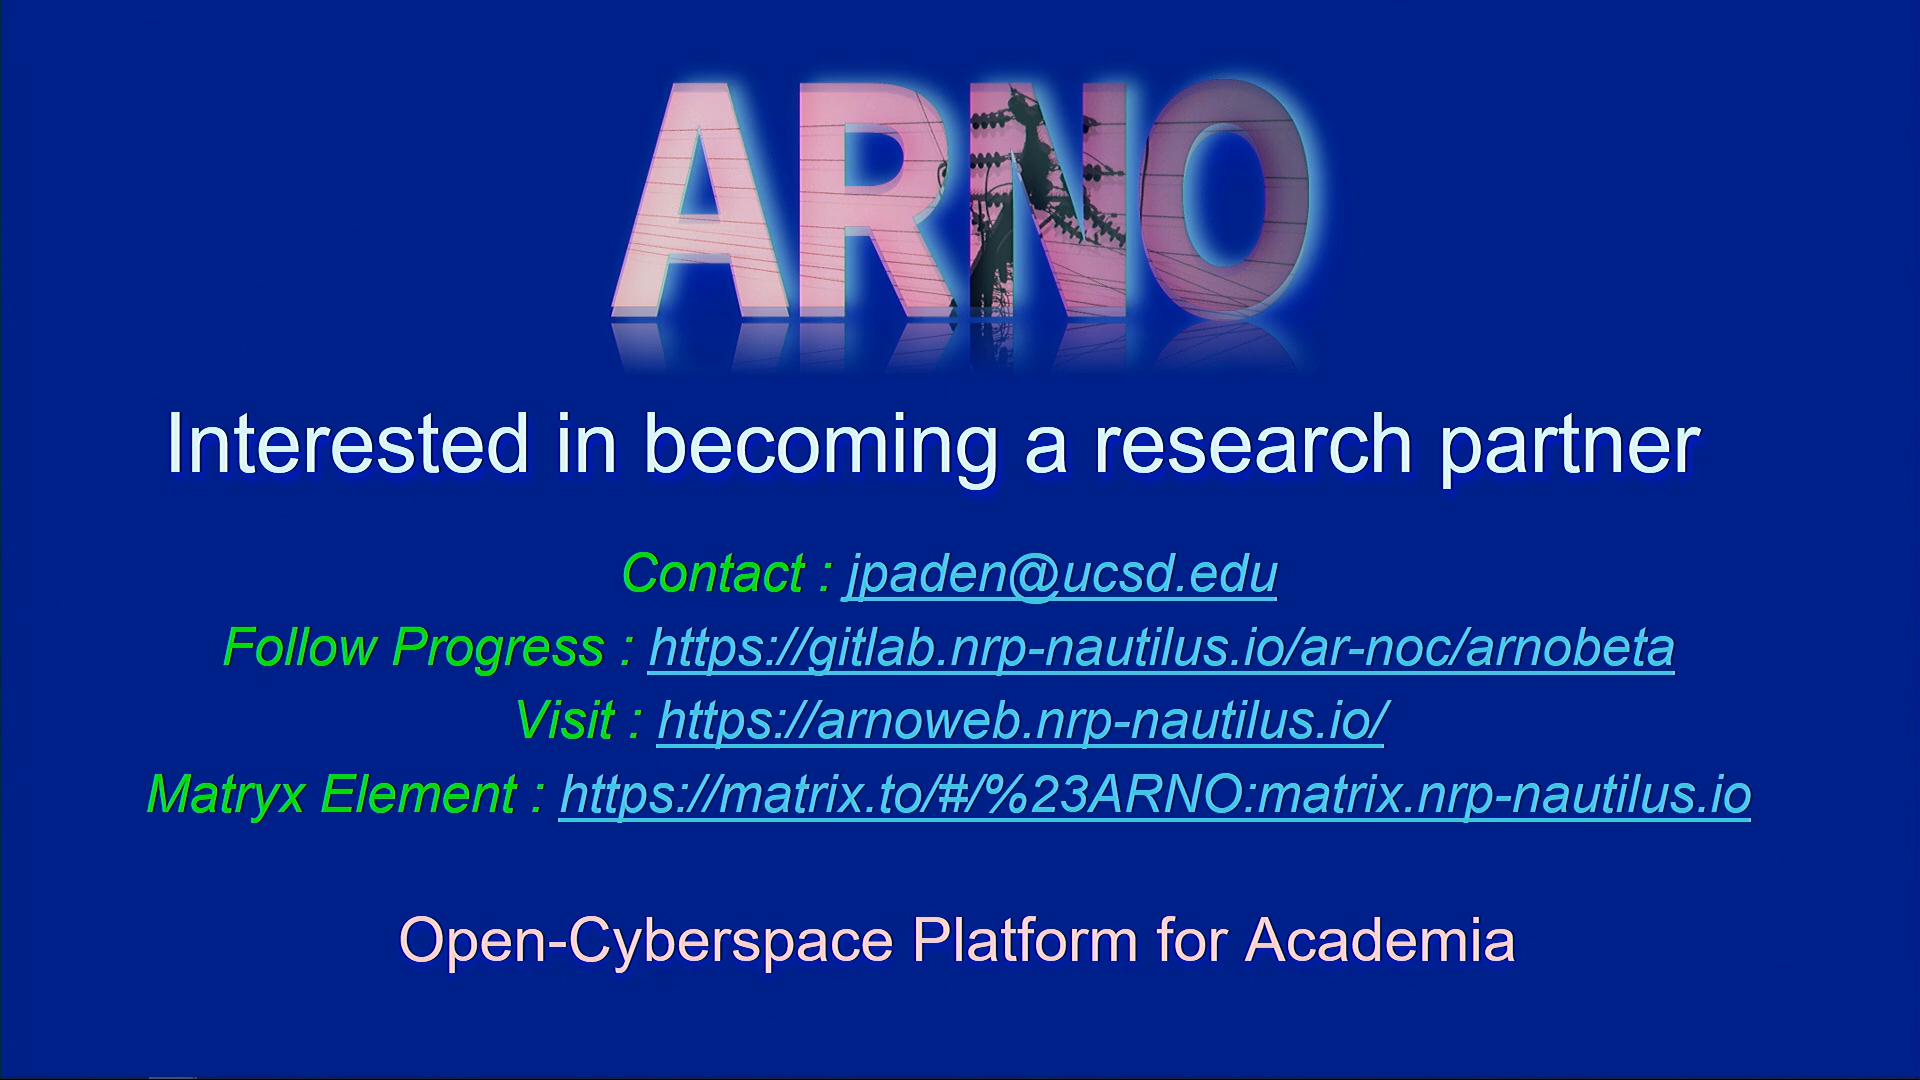 ARNO
Interested in becoming a research partner
Contact : jpaden@ucsd.edu
Follow Progress : https://gitlab.nrp-nautilus.io/ar-noc/arnobeta
Visit : https://arnoweb.nrp-nautilus.io/
Matryx Element : https://matrix.to/#/%23ARNO:matrix.nrp-nautilus.io
Open-Cyberspace Platform for Academia